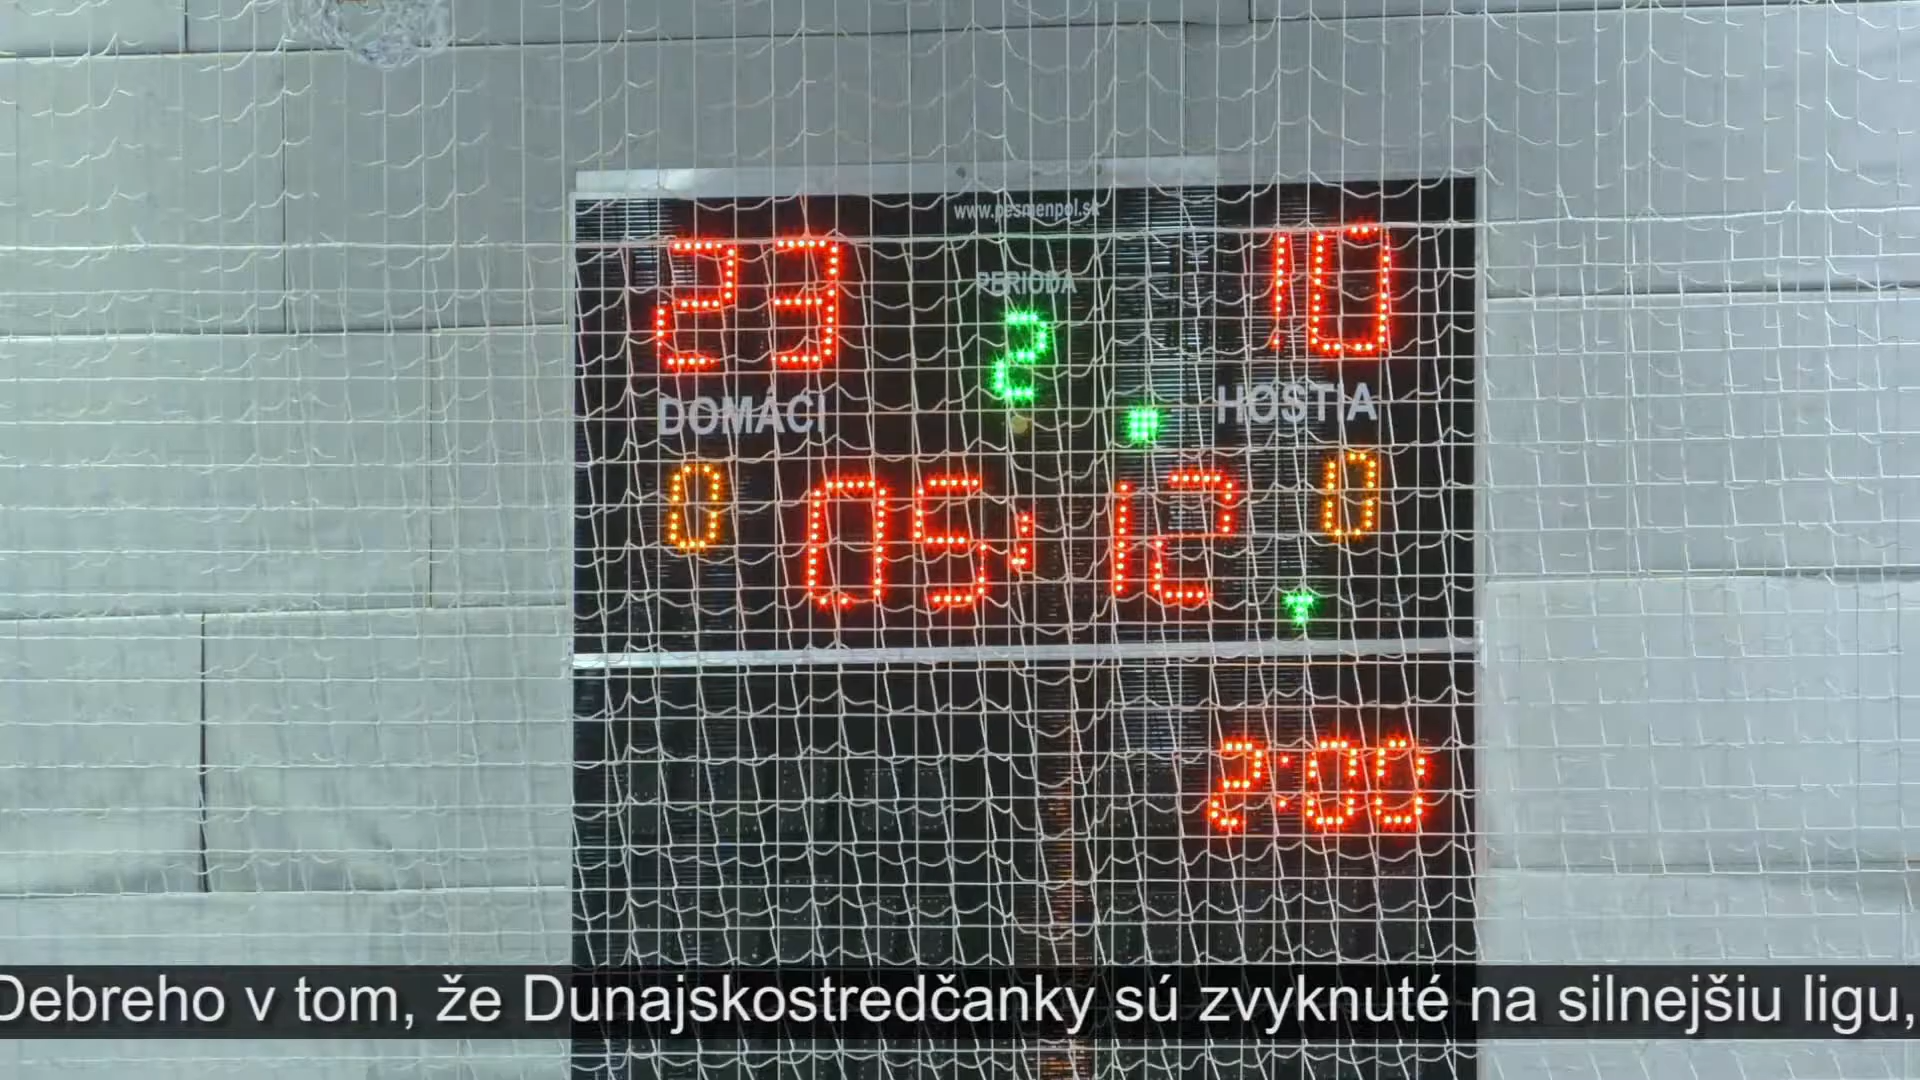 www.pesmenpol.sk
23 10
PERIODA
2
DOMÁCI HOSTIA
0 05:12 0
2:00
Debreho v tom, že Dunajskostredčanky sú zvyknuté na silnejšiu ligu,